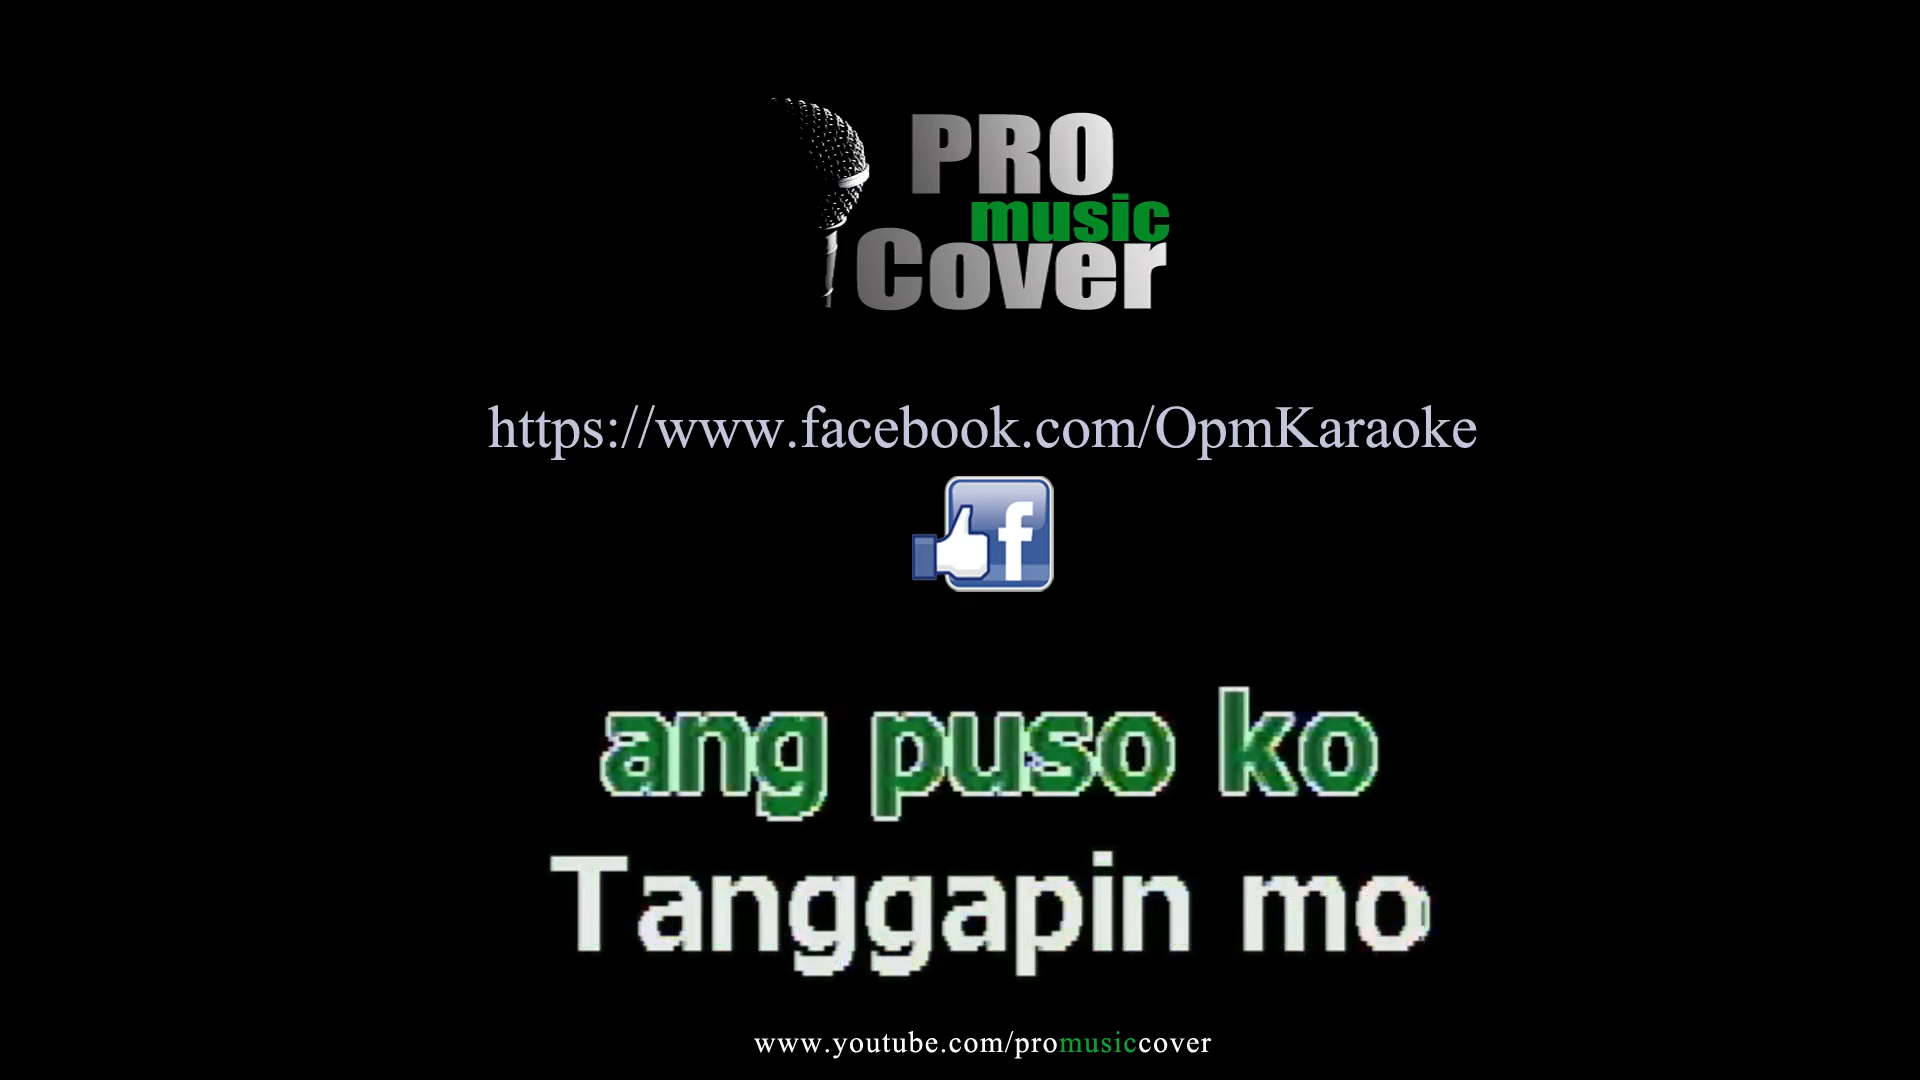 PRO
music
Cover
https://www.facebook.com/OpmKaraoke
f
ang puso ko
Tanggapin mo
www.youtube.com/promusiccover